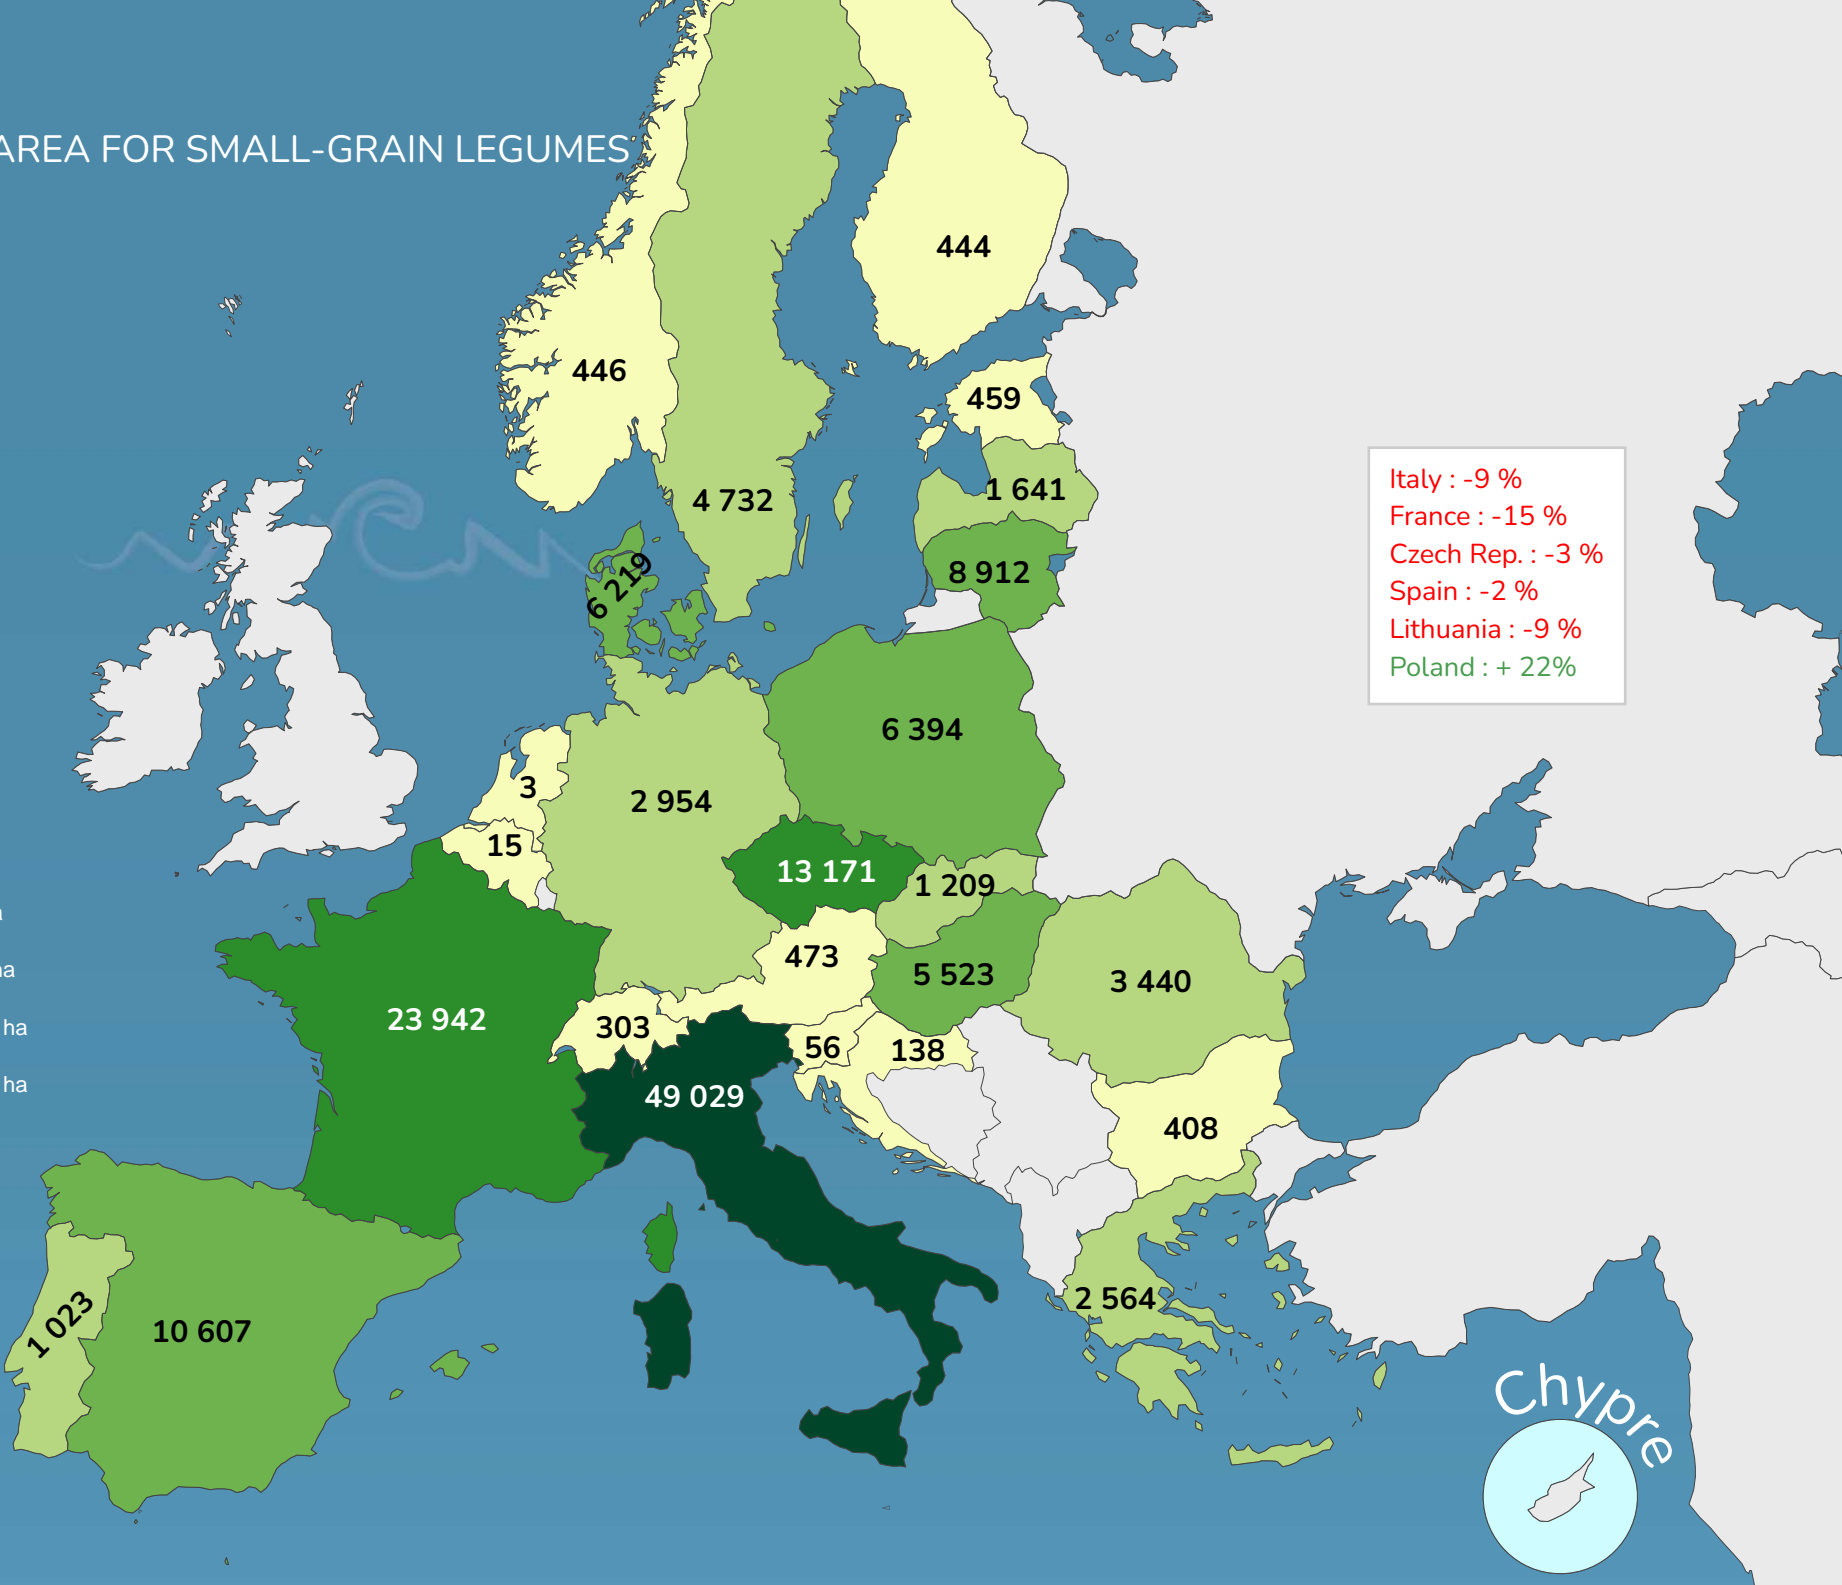 AREA FOR SMALL-GRAIN LEGUMES
444
446
459
4 732
1 641
8 912
6 219
Italy : -9 %
France : -15 %
Czech Rep. : -3 %
Spain : -2 %
Lithuania : -9 %
Poland : + 22%
6 394
3
2 954
15
13 171
1 209
ha
ha
ha
473
5 523
3 440
23 942
303
56
138
49 029
408
1 023
10 607
2 564
Chypre